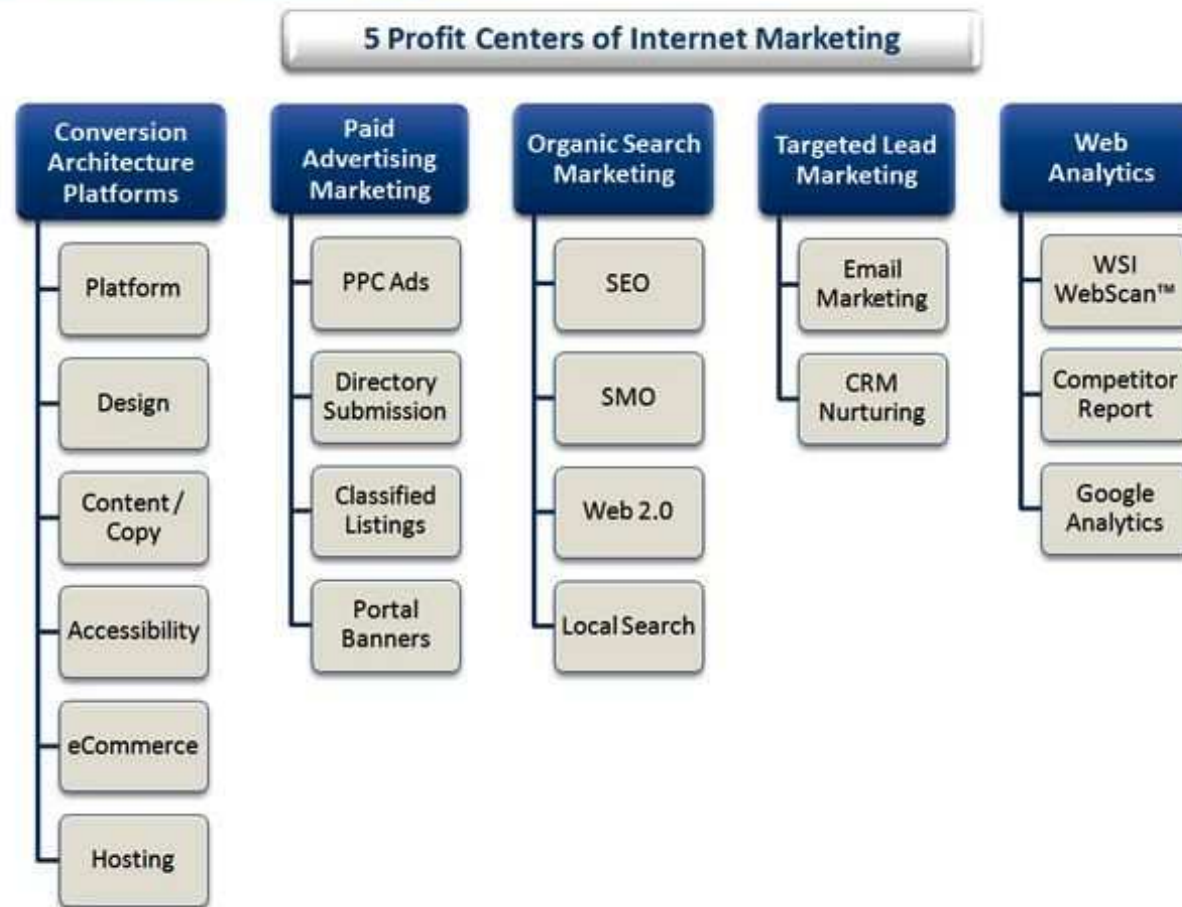 5 Profit Centers of Internet Marketing
Conversion
Architecture
Platforms
Platform
Design
Content /
Copy
Accessibility
eCommerce
Hosting
Paid
Advertising
Marketing
PPC Ads
Directory
Submission
Classified
Listings
Portal
Banners
Organic Search
Marketing
SEO
SMO
Web 2.0
Local Search
Targeted Lead
Marketing
Email
Marketing
CRM
Nurturing
Web
Analytics
WSI
WebScan™
Competitor
Report
Google
Analytics